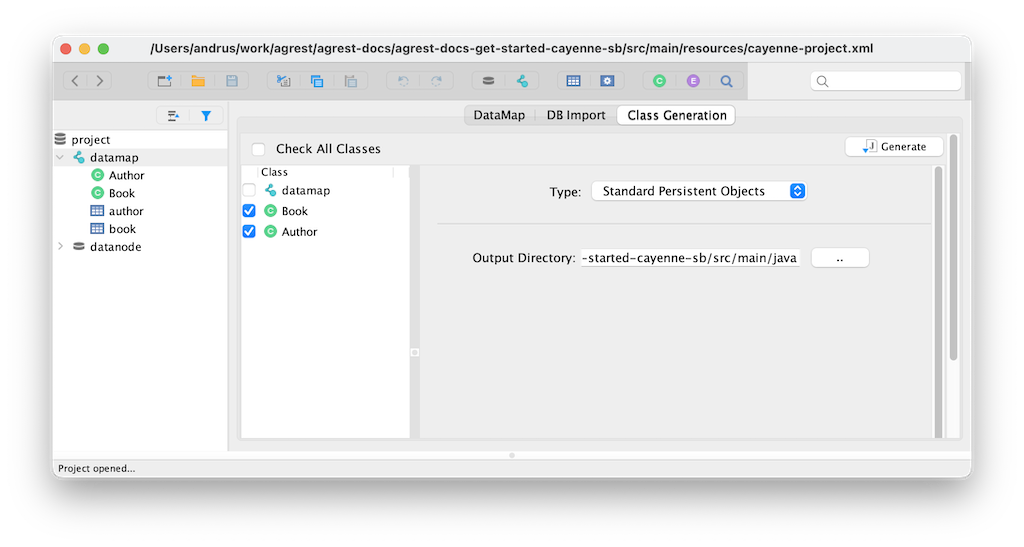 /Users/andrus/work/agrest/agrest-docs/agrest-docs-get-started-cayenne-sb/src/main/resources/cayenne-project.xml
C E
DataMap DB Import Class Generation
project
datamap
C Author
C Book
author
book
datanode
Check All Classes
J Generate
Class
datamap
C Book
C Author
Type: Standard Persistent Objects
Output Directory: -started-cayenne-sb/src/main/java ..
Project opened...